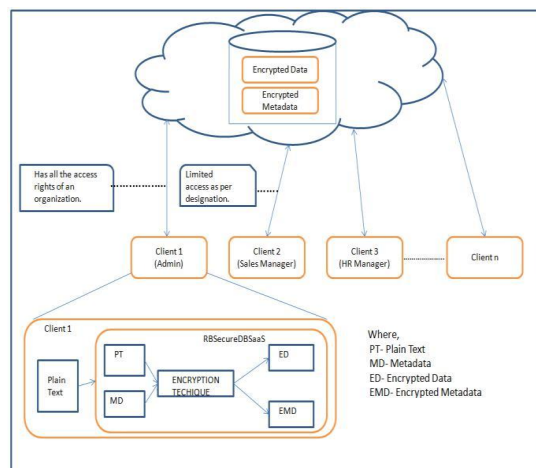 Encrypted Data
Encrypted
Metadata
Has all the access
rights of an
organization.
Limited
access as per
designation.
Client 1
(Admin)
Client 2
(Sales Manager)
Client 3
(HR Manager)
Client n
Client 1
RBSecureDBSaaS
Plain
Text
PT
MD
ENCRYPTION
TECHIQUE
ED
EMD
Where,
PT- Plain Text
MD- Metadata
ED- Encrypted Data
EMD- Encrypted Metadata